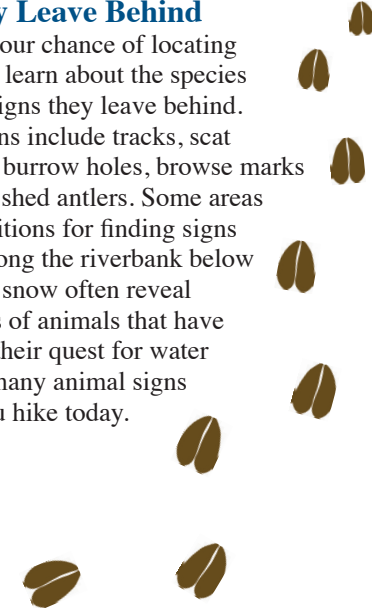 y Leave Behind
our chance of locating
learn about the species
igns they leave behind.
ns include tracks, scat
burrow holes, browse marks
shed antlers. Some areas
itions for finding signs
ong the riverbank below
snow often reveal
s of animals that have
heir quest for water
many animal signs
u hike today.